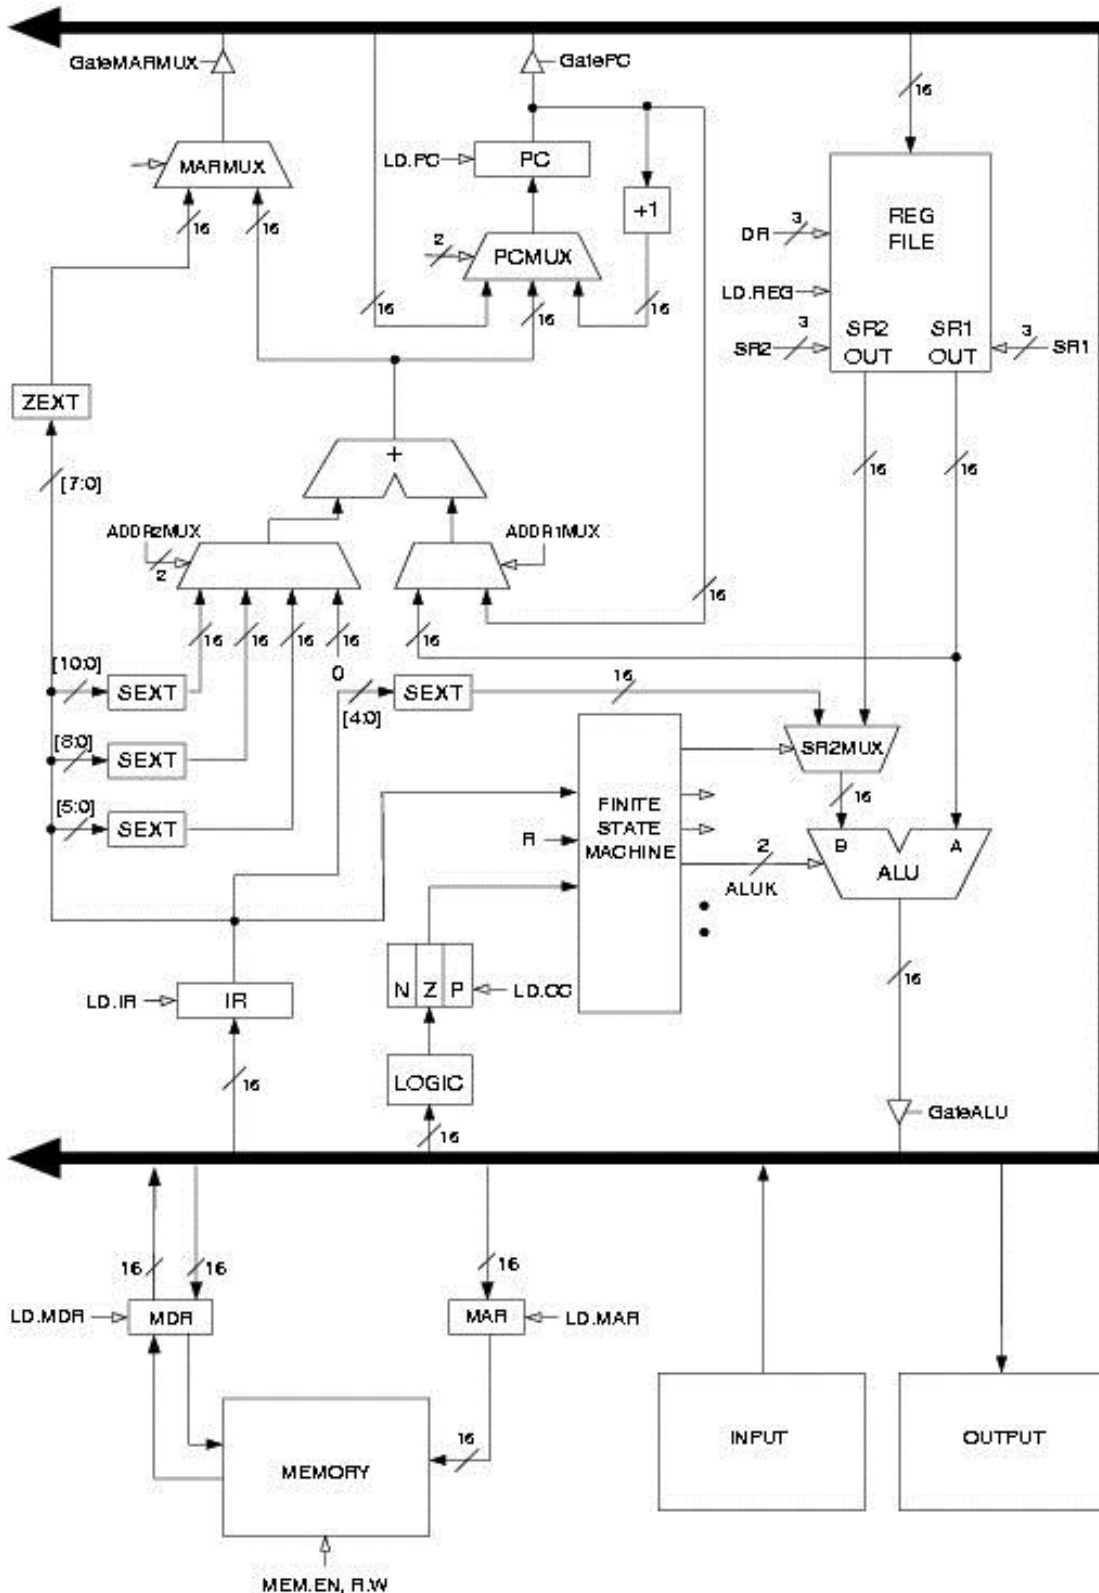 GateMARMUX
GatePC
16
MARMUX
LD.PC
PC
REG
FILE
16
16
+1
3
DR
2
PCMUX
LD.REG
16
16
16
3
SR2
SR2
OUT
SR1
OUT
3
SR1
ZEXT
+
[7:0]
16
16
ADDR2MUX
2
ADDR1MUX
16
16
16
16
16
16
[10:0]
SEXT
0
[4:0]
SEXT
16
[8:0]
SEXT
SR2MUX
16
[5:0]
SEXT
FINITE
STATE
MACHINE
R
B
A
ALU
2
ALUK
N Z P
LD.CC
16
LD.IR
IR
LOGIC
16
16
GateALU
16
16
16
LD.MDR
MDR
MAR
LD.MAR
16
MEMORY
INPUT
OUTPUT
MEM.EN, R.W